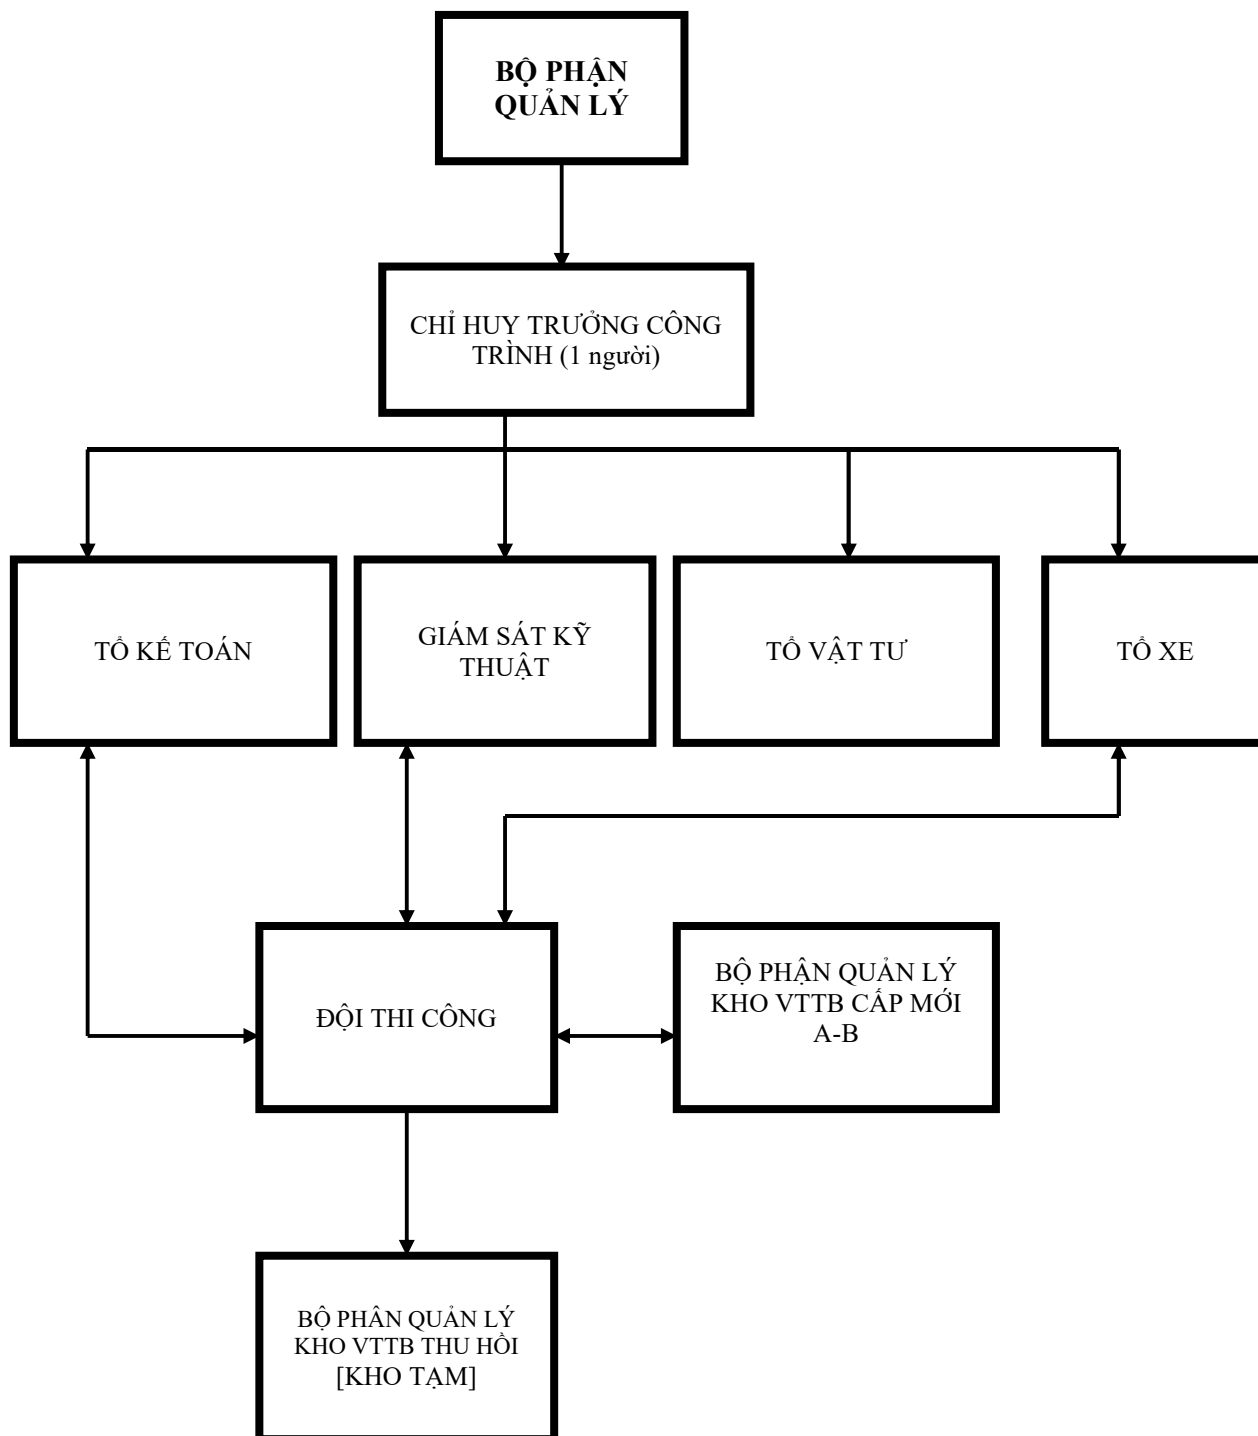 BỘ PHẬN
QUẢN LÝ
CHỈ HUY TRƯỞNG CÔNG
TRÌNH (1 người)
TỔ KẾ TOÁN
GIÁM SÁT KỸ
THUẬT
TỔ VẬT TƯ
TỔ XE
ĐỘI THI CÔNG
BỘ PHẬN QUẢN LÝ
KHO VTTB CẤP MỚI
A-B
BỘ PHÂN QUẢN LÝ
KHO VTTB THU HỒI
[KHO TẠM]